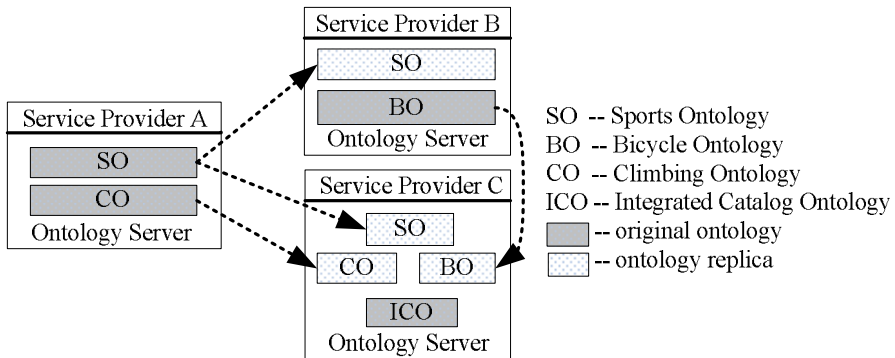 Service Provider A
SO
CO
Ontology Server
Service Provider B
SO
BO
Ontology Server
Service Provider C
SO
CO BO
ICO
Ontology Server
SO -- Sports Ontology
BO -- Bicycle Ontology
CO -- Climbing Ontology
ICO -- Integrated Catalog Ontology
-- original ontology
-- ontology replica